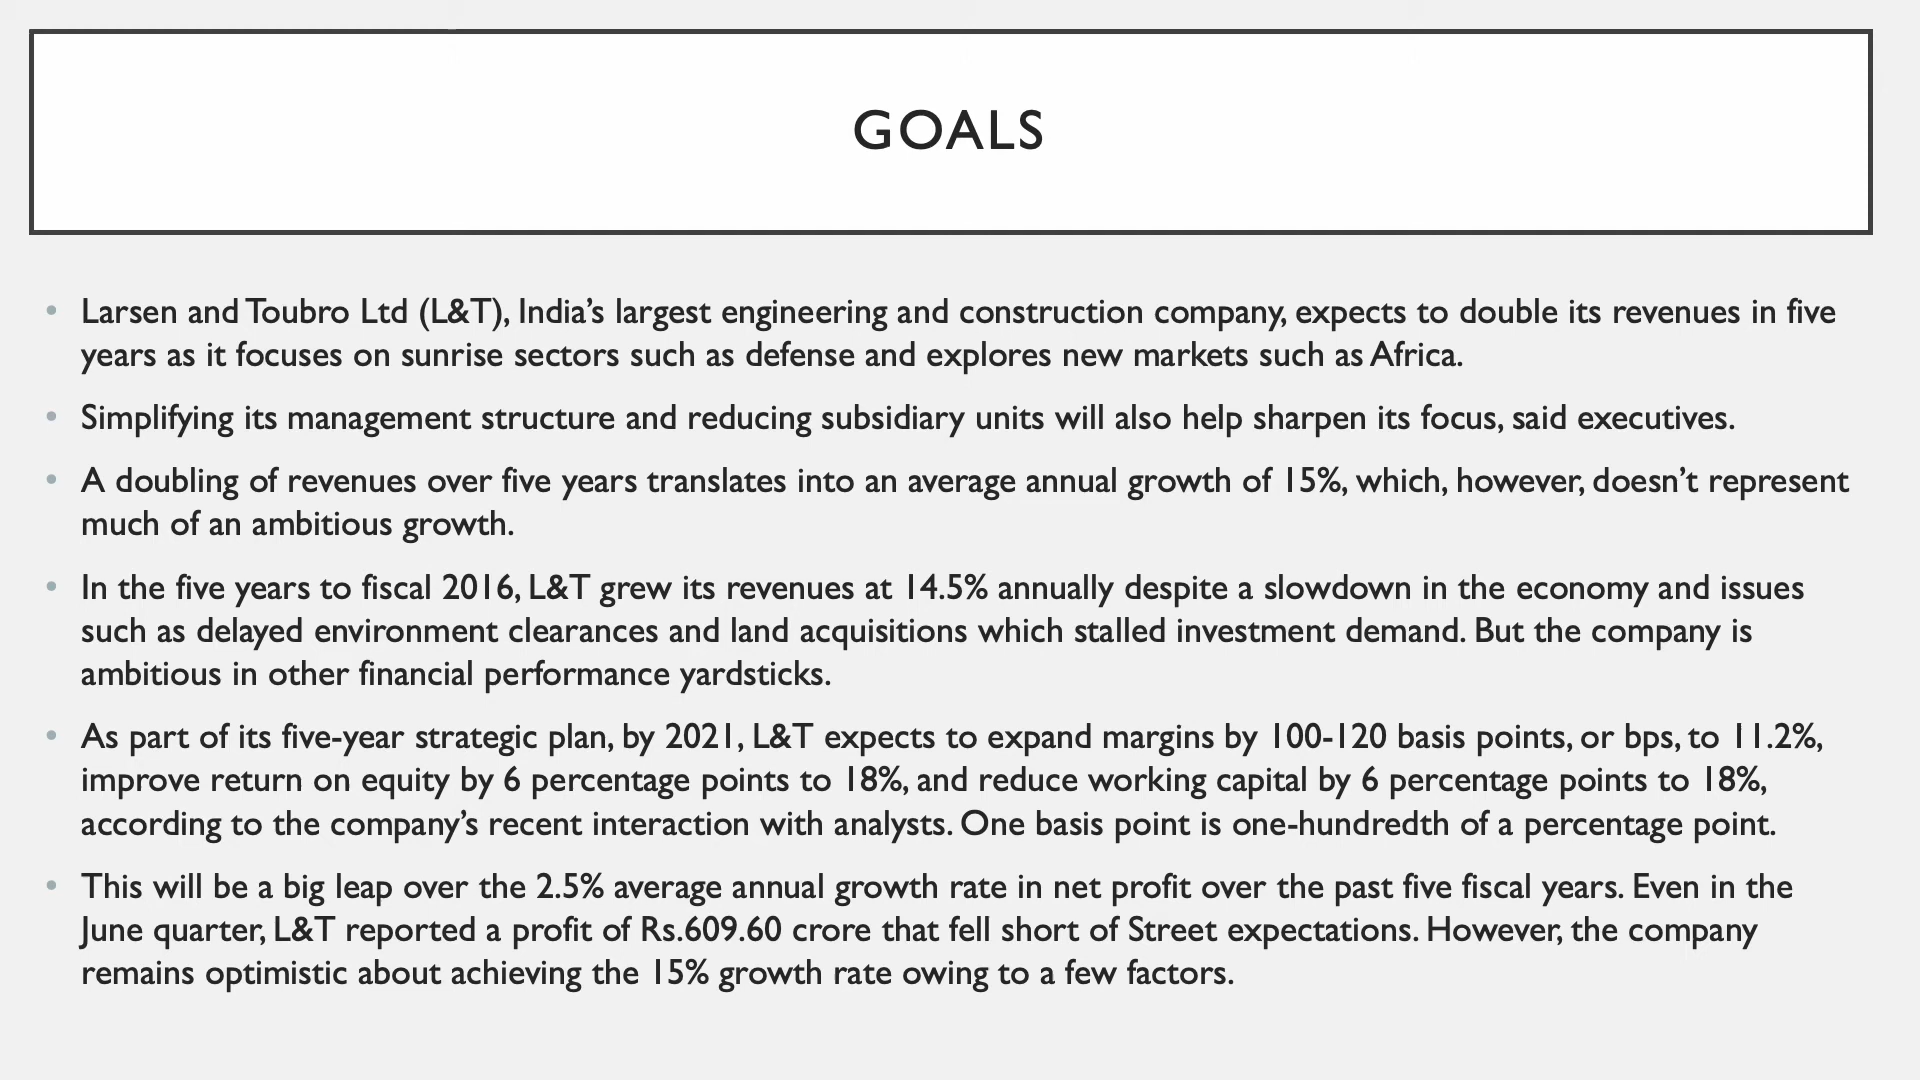 GOALS
• Larsen and Toubro Ltd (L&T), India’s largest engineering and construction company, expects to double its revenues in five
years as it focuses on sunrise sectors such as defense and explores new markets such as Africa.
• Simplifying its management structure and reducing subsidiary units will also help sharpen its focus, said executives.
• A doubling of revenues over five years translates into an average annual growth of 15%, which, however, doesn’t represent
much of an ambitious growth.
• In the five years to fiscal 2016, L&T grew its revenues at 14.5% annually despite a slowdown in the economy and issues
such as delayed environment clearances and land acquisitions which stalled investment demand. But the company is
ambitious in other financial performance yardsticks.
• As part of its five-year strategic plan, by 2021, L&T expects to expand margins by 100-120 basis points, or bps, to 11.2%,
improve return on equity by 6 percentage points to 18%, and reduce working capital by 6 percentage points to 18%,
according to the company’s recent interaction with analysts. One basis point is one-hundredth of a percentage point.
• This will be a big leap over the 2.5% average annual growth rate in net profit over the past five fiscal years. Even in the
June quarter, L&T reported a profit of Rs.609.60 crore that fell short of Street expectations. However, the company
remains optimistic about achieving the 15% growth rate owing to a few factors.